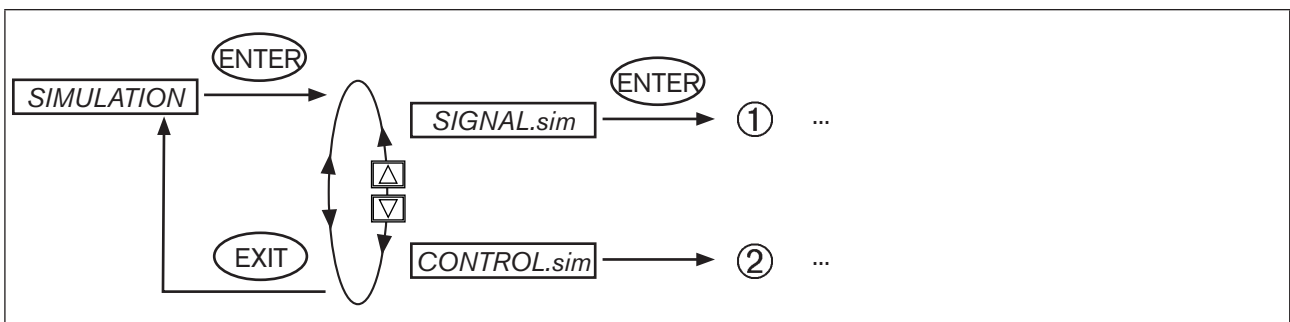 ENTER
SIMULATION
ENTER
SIGNAL.sim
① ...
EXIT
CONTROL.sim
② ...